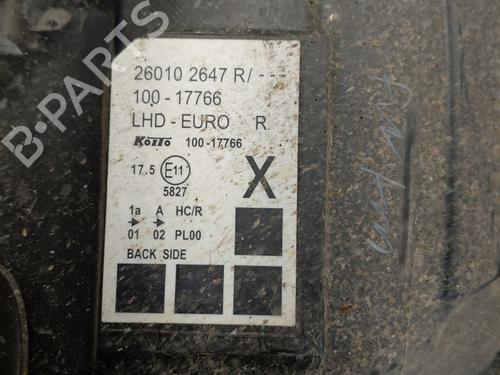 26010 2647 R/ ---
100 - 17766
LHD - EURO R
Koito 100-17766
17.5 E11
5827
X
1a A HC/R
01 02 PL00
BACK SIDE
B-PARTS